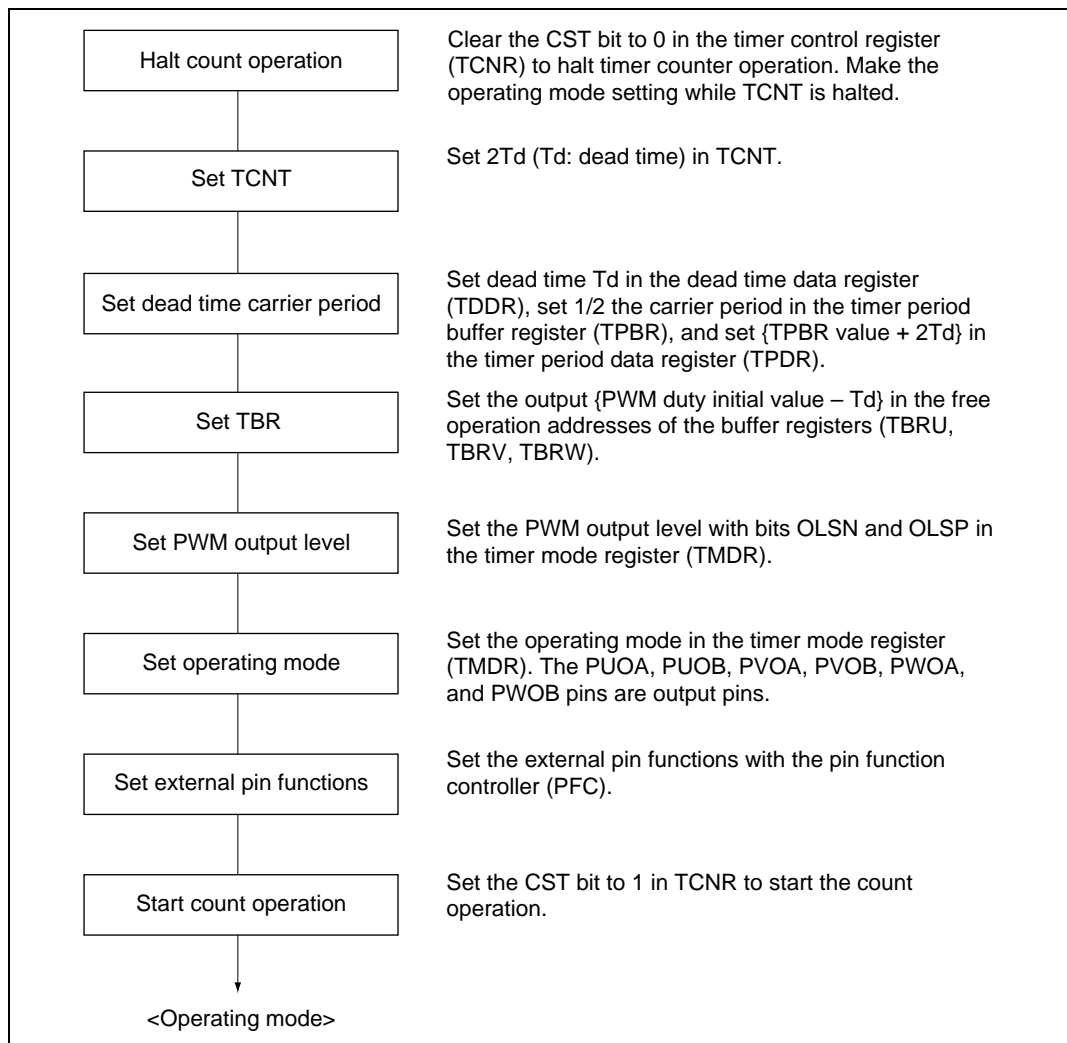 Halt count operation
Clear the CST bit to 0 in the timer control register
(TCNR) to halt timer counter operation. Make the
operating mode setting while TCNT is halted.
Set TCNT
Set 2Td (Td: dead time) in TCNT.
Set dead time carrier period
Set dead time Td in the dead time data register
(TDDR), set 1/2 the carrier period in the timer period
buffer register (TPBR), and set {TPBR value + 2Td} in
the timer period data register (TPDR).
Set TBR
Set the output {PWM duty initial value – Td} in the free
operation addresses of the buffer registers (TBRU,
TBRV, TBRW).
Set PWM output level
Set the PWM output level with bits OLSN and OLSP in
the timer mode register (TMDR).
Set operating mode
Set the operating mode in the timer mode register
(TMDR). The PUOA, PUOB, PVOA, PVOB, PWOA,
and PWOB pins are output pins.
Set external pin functions
Set the external pin functions with the pin function
controller (PFC).
Start count operation
Set the CST bit to 1 in TCNR to start the count
operation.
<Operating mode>